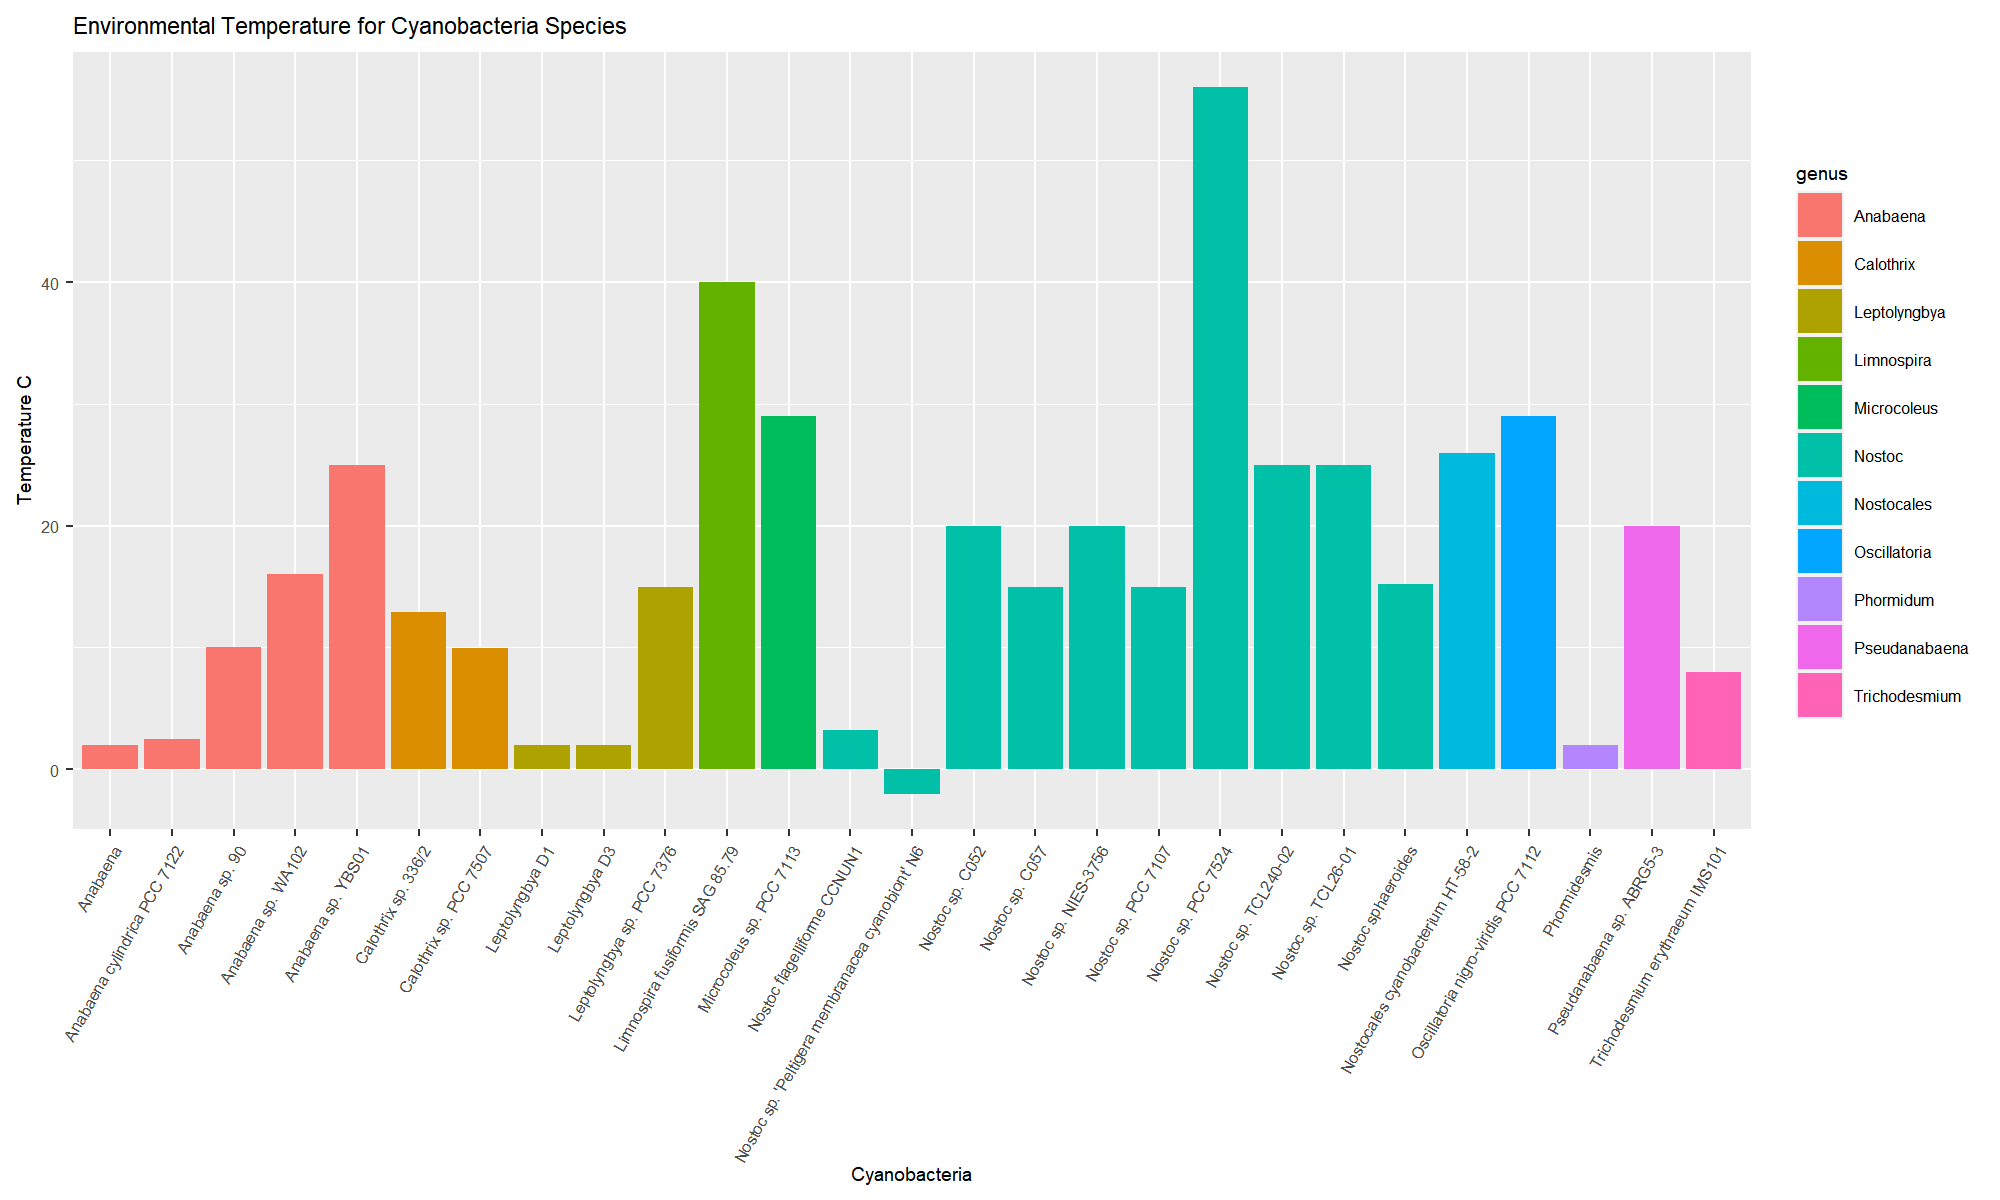 Environmental Temperature for Cyanobacteria Species
Temperature C
40
20
0
Anabaena
Anabaena cylindrica PCC 7122
Anabaena sp. 90
Anabaena sp. WA102
Anabaena sp. YBS01
Calothrix sp. 336/2
Calothrix sp. PCC 7507
Leptolyngbya D1
Leptolyngbya D3
Leptolyngbya sp. PCC 7376
Limnospira fusiformis SAG 85.79
Microcoleus sp. PCC 7113
Nostoc flagelliforme CCNUN1
Nostoc sp. 'Peltigera membranacea cyanobiont' N6
Nostoc sp. C052
Nostoc sp. C057
Nostoc sp. NIES-3756
Nostoc sp. PCC 7107
Nostoc sp. PCC 7524
Nostoc sp. TCL240-02
Nostoc sp. TCL26-01
Nostoc sphaeroides
Nostocales cyanobacterium HT-58-2
Oscillatoria nigro-viridis PCC 7112
Phormidesmis
Pseudanabaena sp. ABRG5-3
Trichodesmium erythraeum IMS101
Cyanobacteria
genus
Anabaena
Calothrix
Leptolyngbya
Limnospira
Microcoleus
Nostoc
Nostocales
Oscillatoria
Phormidum
Pseudanabaena
Trichodesmium